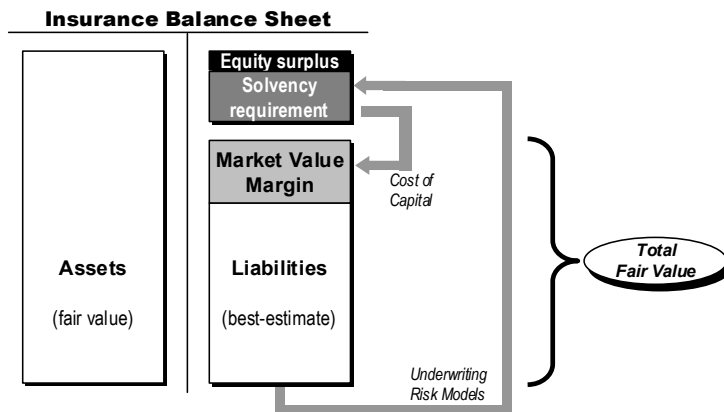 Insurance Balance Sheet
Equity surplus
Solvency
requirement
Market Value
Margin
Cost of
Capital
Assets
(fair value)
Liabilities
(best-estimate)
Total
Fair Value
Underwriting
Risk Models